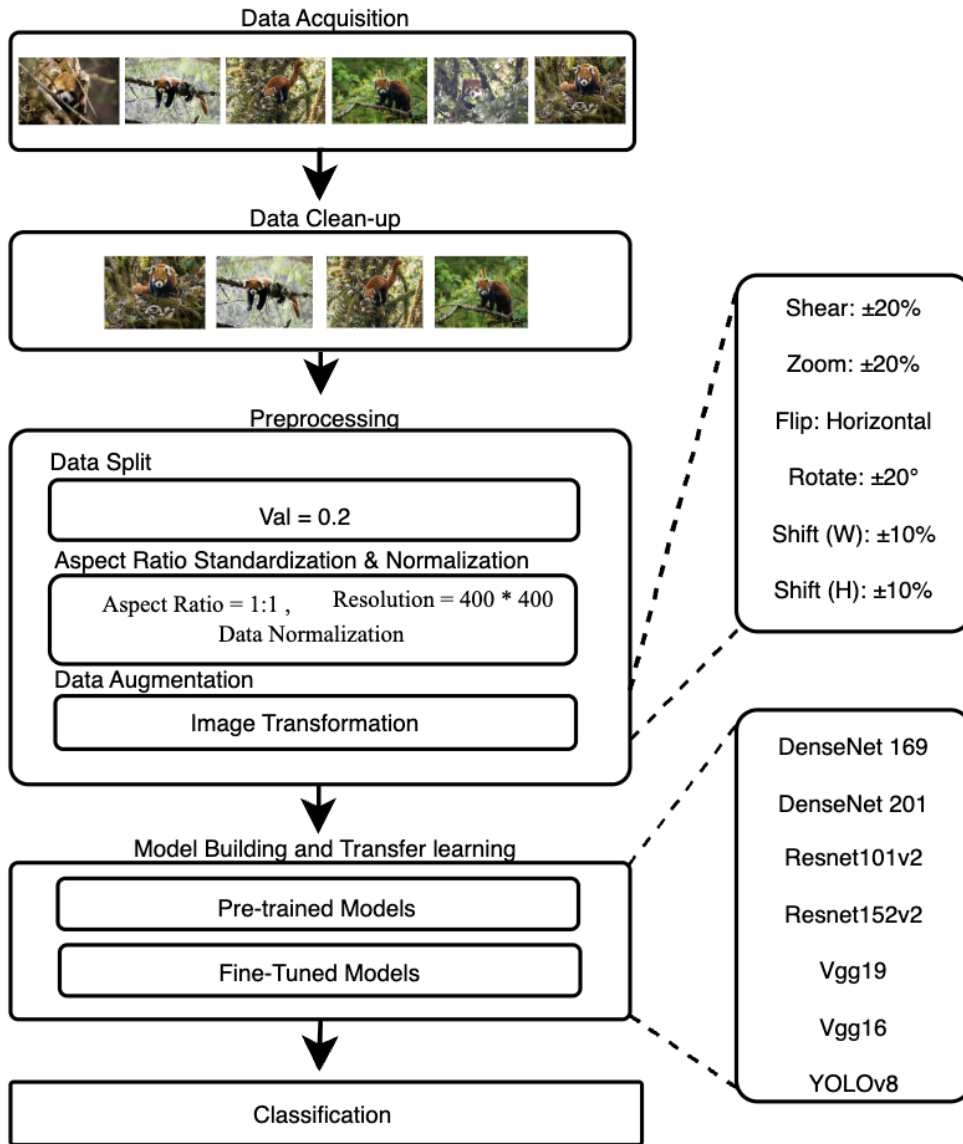 Data Acquisition
Data Clean-up
Preprocessing
Data Split
Val = 0.2
Aspect Ratio Standardization & Normalization
Aspect Ratio = 1:1 , Resolution = 400 * 400
Data Normalization
Data Augmentation
Image Transformation
Shear: ±20%
Zoom: ±20%
Flip: Horizontal
Rotate: ±20°
Shift (W): ±10%
Shift (H): ±10%
Model Building and Transfer learning
Pre-trained Models
Fine-Tuned Models
DenseNet 169
DenseNet 201
Resnet101v2
Resnet152v2
Vgg19
Vgg16
YOLOv8
Classification